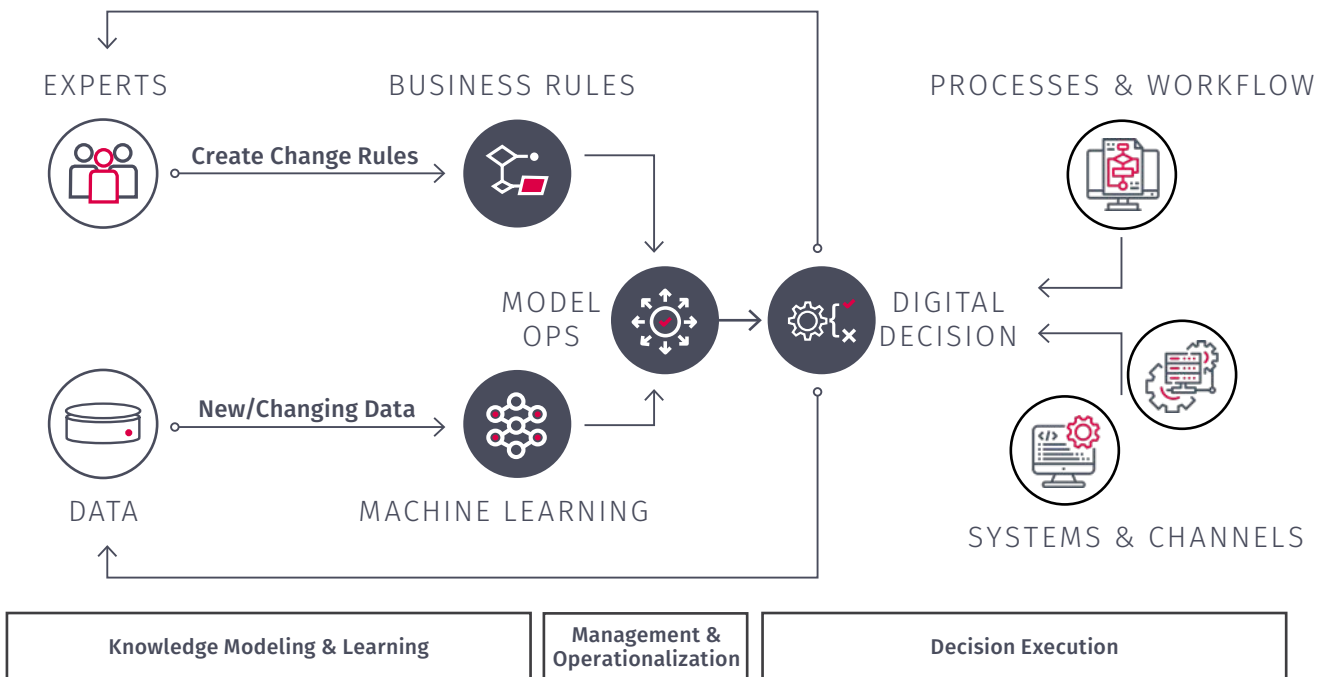 EXPERTS
BUSINESS RULES
PROCESSES & WORKFLOW
Create Change Rules
MODEL
OPS
DIGITAL
DECISION
New/Changing Data
</>
DATA
MACHINE LEARNING
SYSTEMS & CHANNELS
Knowledge Modeling & Learning
Management &
Operationalization
Decision Execution